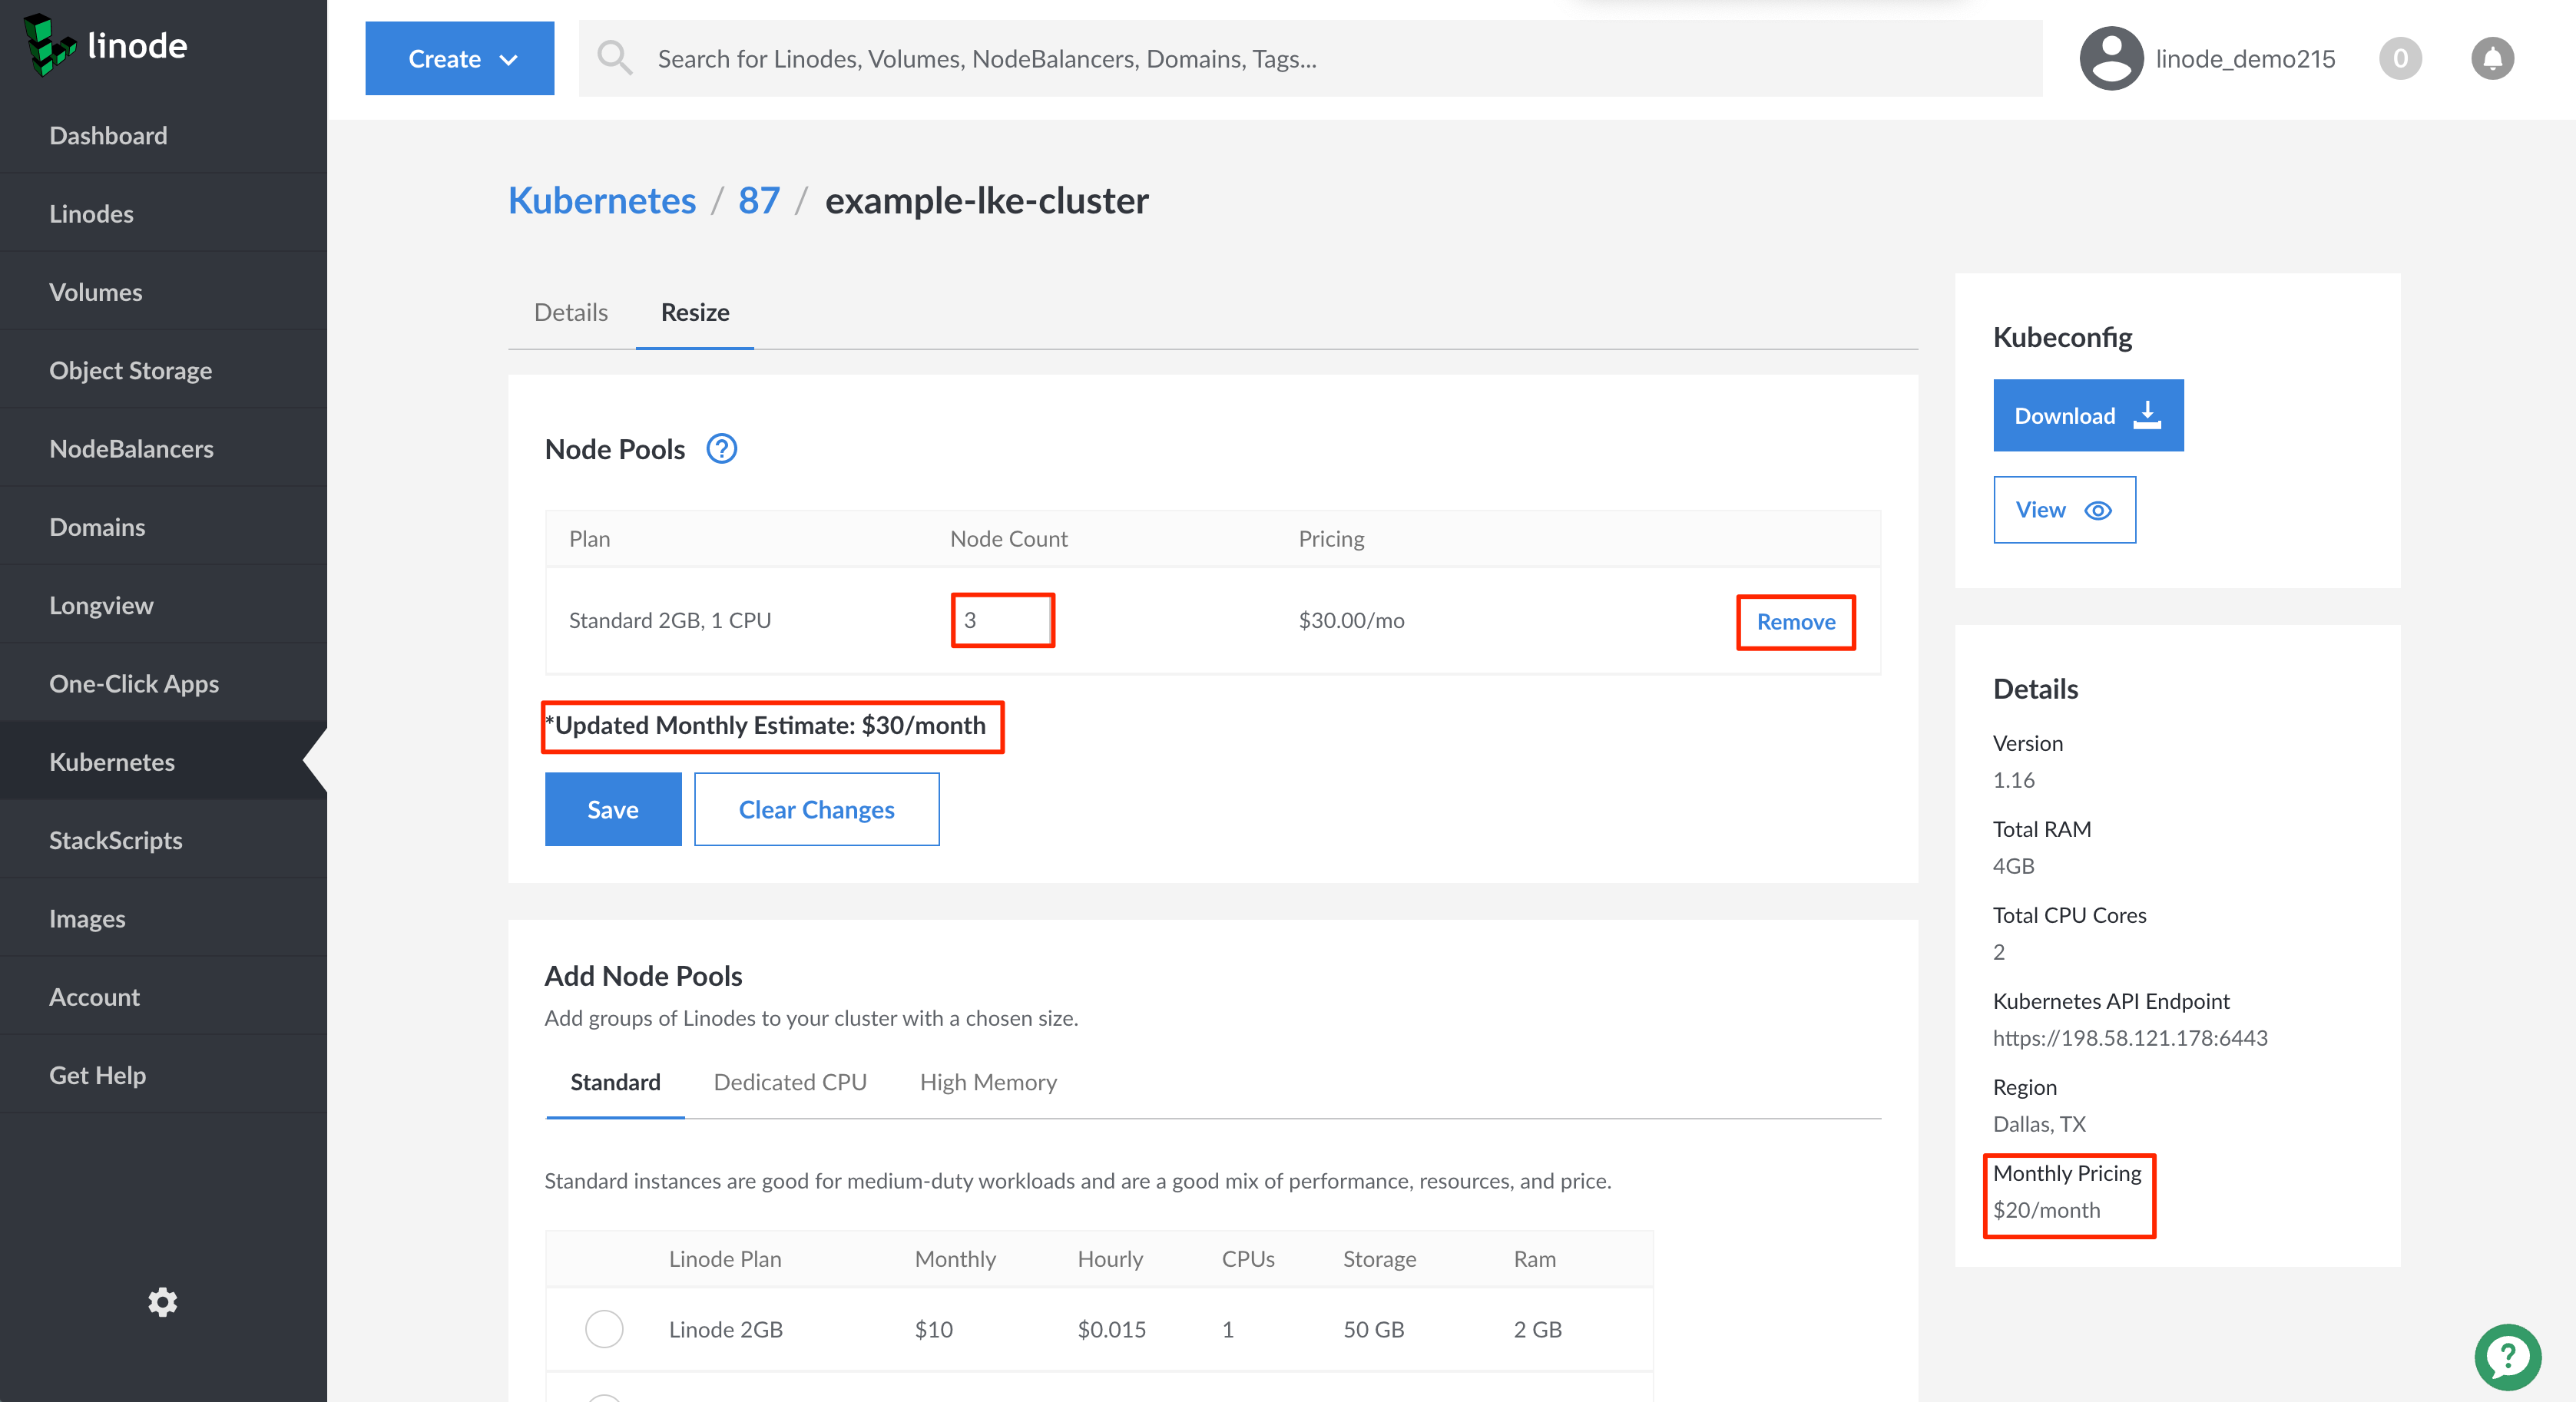 linode
Create
Search for Linodes, Volumes, NodeBalancers, Domains, Tags...
linode_demo215
0
Dashboard
Linodes
Volumes
Object Storage
NodeBalancers
Domains
Longview
One-Click Apps
Kubernetes
StackScripts
Images
Account
Get Help
Kubernetes / 87 / example-lke-cluster
Details Resize
Node Pools ?
Plan Node Count Pricing
Standard 2GB, 1 CPU 3 $30.00/mo Remove
*Updated Monthly Estimate: $30/month
Save Clear Changes
Add Node Pools
Add groups of Linodes to your cluster with a chosen size.
Standard Dedicated CPU High Memory
Standard instances are good for medium-duty workloads and are a good mix of performance, resources, and price.
Linode Plan Monthly Hourly CPUs Storage Ram
Linode 2GB $10 $0.015 1 50 GB 2 GB
Kubeconfig
Download
View
Details
Version
1.16
Total RAM
4GB
Total CPU Cores
2
Kubernetes API Endpoint
https://198.58.121.178:6443
Region
Dallas, TX
Monthly Pricing
$20/month
?